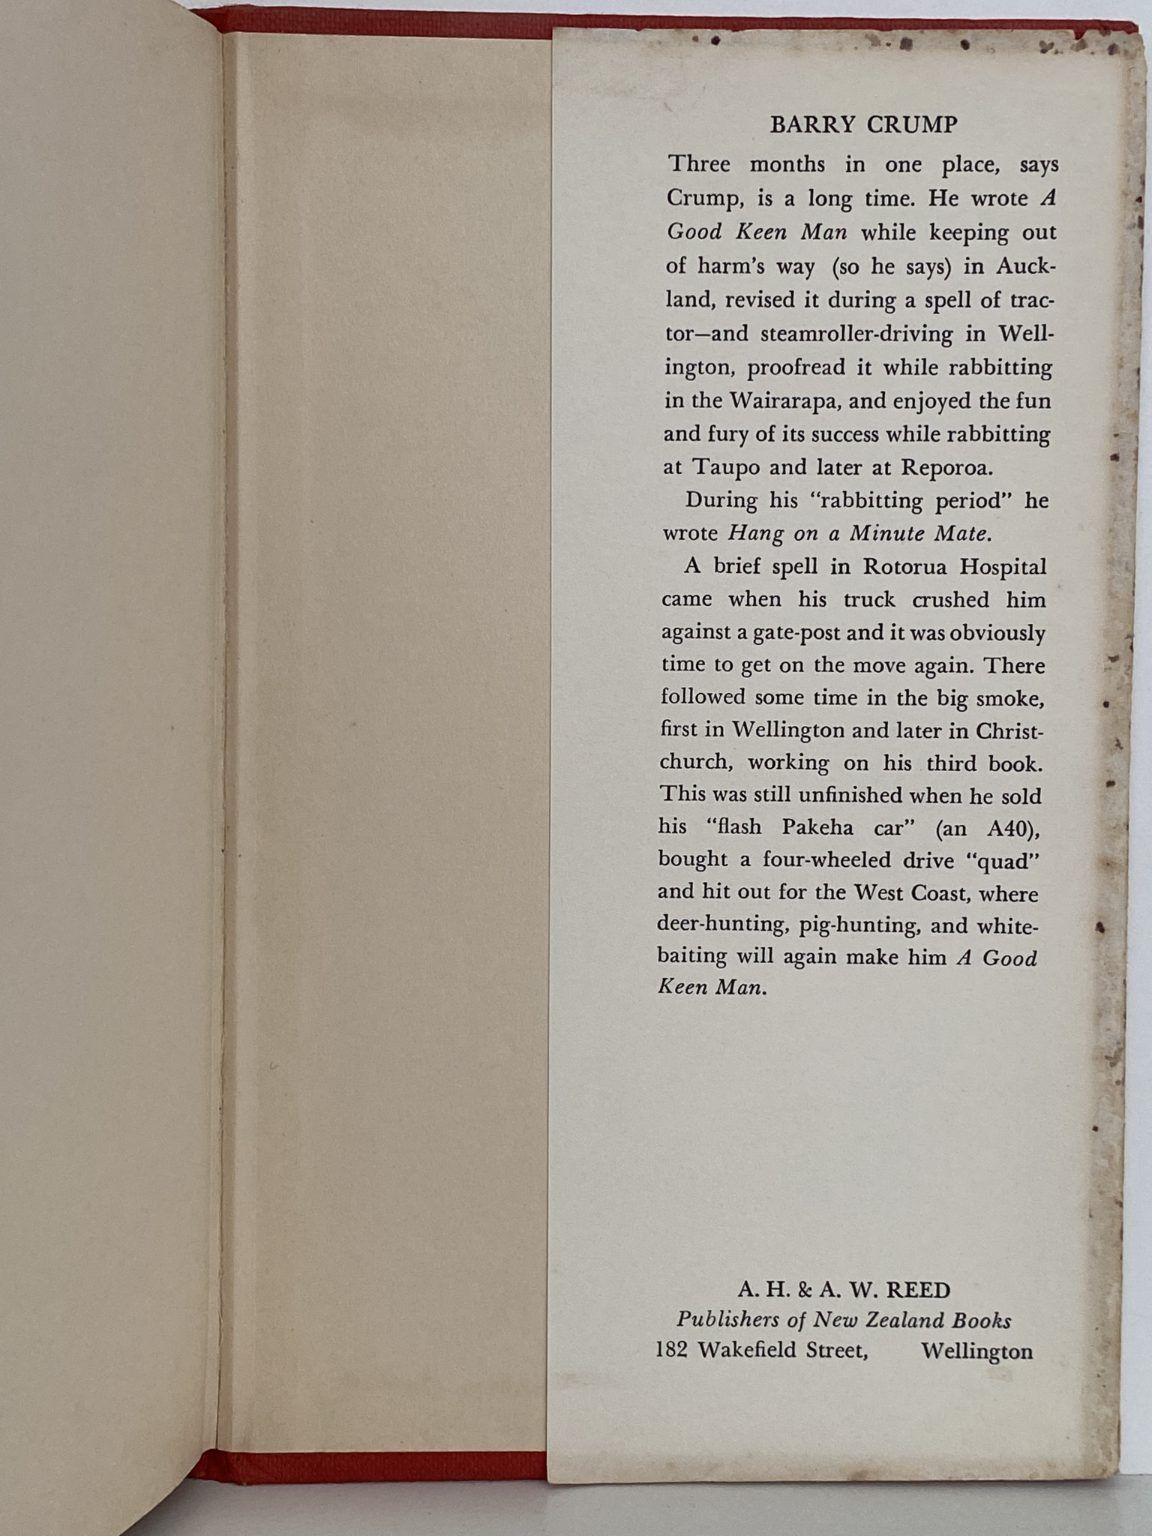 BARRY CRUMP
Three months in one place, says
Crump, is a long time. He wrote A
Good Keen Man while keeping out
of harm's way (so he says) in Auck-
land, revised it during a spell of trac-
tor—and steamroller-driving in Well-
ington, proofread it while rabbitting
in the Wairarapa, and enjoyed the fun
and fury of its success while rabbitting
at Taupo and later at Reporoa.
During his “rabbitting period” he
wrote Hang on a Minute Mate.
A brief spell in Rotorua Hospital
came when his truck crushed him
against a gate-post and it was obviously
time to get on the move again. There
followed some time in the big smoke,
first in Wellington and later in Christ-
church, working on his third book.
This was still unfinished when he sold
his “flash Pakeha car” (an A40),
bought a four-wheeled drive “quad”
and hit out for the West Coast, where
deer-hunting, pig-hunting, and white-
baiting will again make him A Good
Keen Man.
A. H. & A. W. REED
Publishers of New Zealand Books
182 Wakefield Street, Wellington